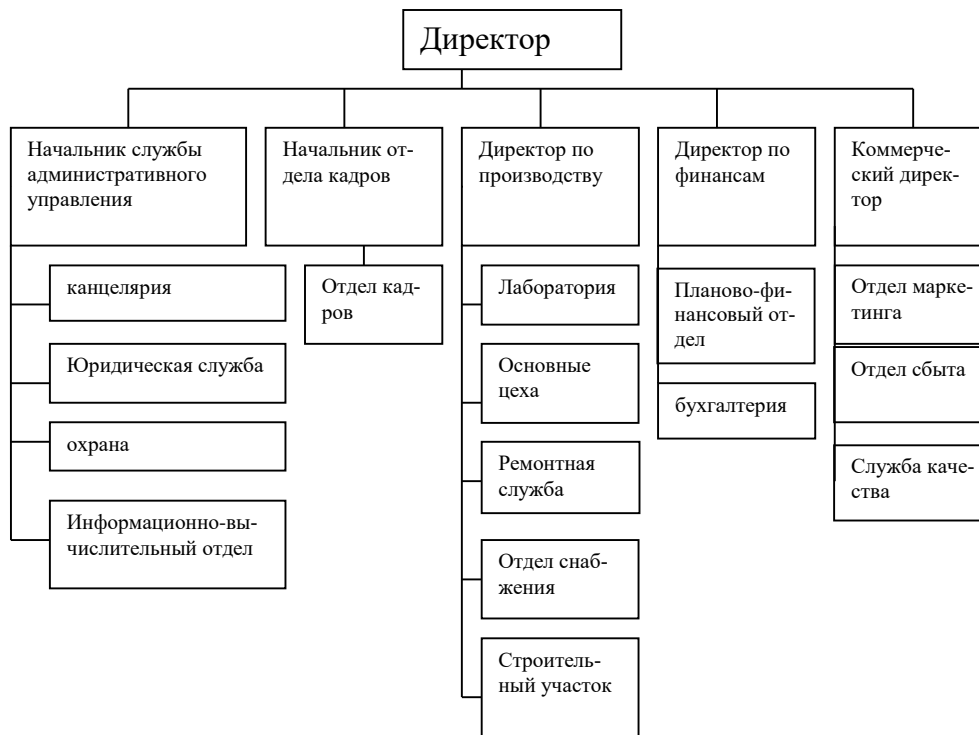 Директор
Начальник службы
административного
управления
Начальник от-
дела кадров
Директор по
производству
Директор по
финансам
Коммерче-
ский дирек-
тор
канцелярия
Юридическая служба
охрана
Информационно-вы-
числительный отдел
Отдел кад-
ров
Лаборатория
Основные
цеха
Ремонтная
служба
Отдел снаб-
жения
Строитель-
ный участок
Планово-фи-
нансовый от-
дел
бухгалтерия
Отдел марке-
тинга
Отдел сбыта
Служба каче-
ства